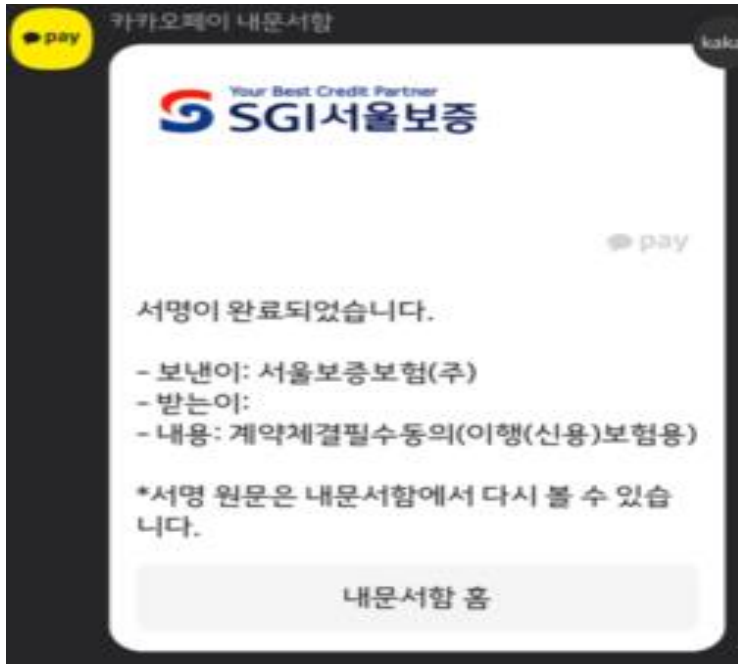 pay
카카오페이 내문서함
kaka
Your Best Credit Partner
SGI서울보증
pay
서명이 완료되었습니다.
- 보낸이: 서울보증보험(주)
- 받는이:
- 내용: 계약체결필수동의(이행(신용)보험용)
*서명 원문은 내문서함에서 다시 볼 수 있습
니다.
내문서함 홈